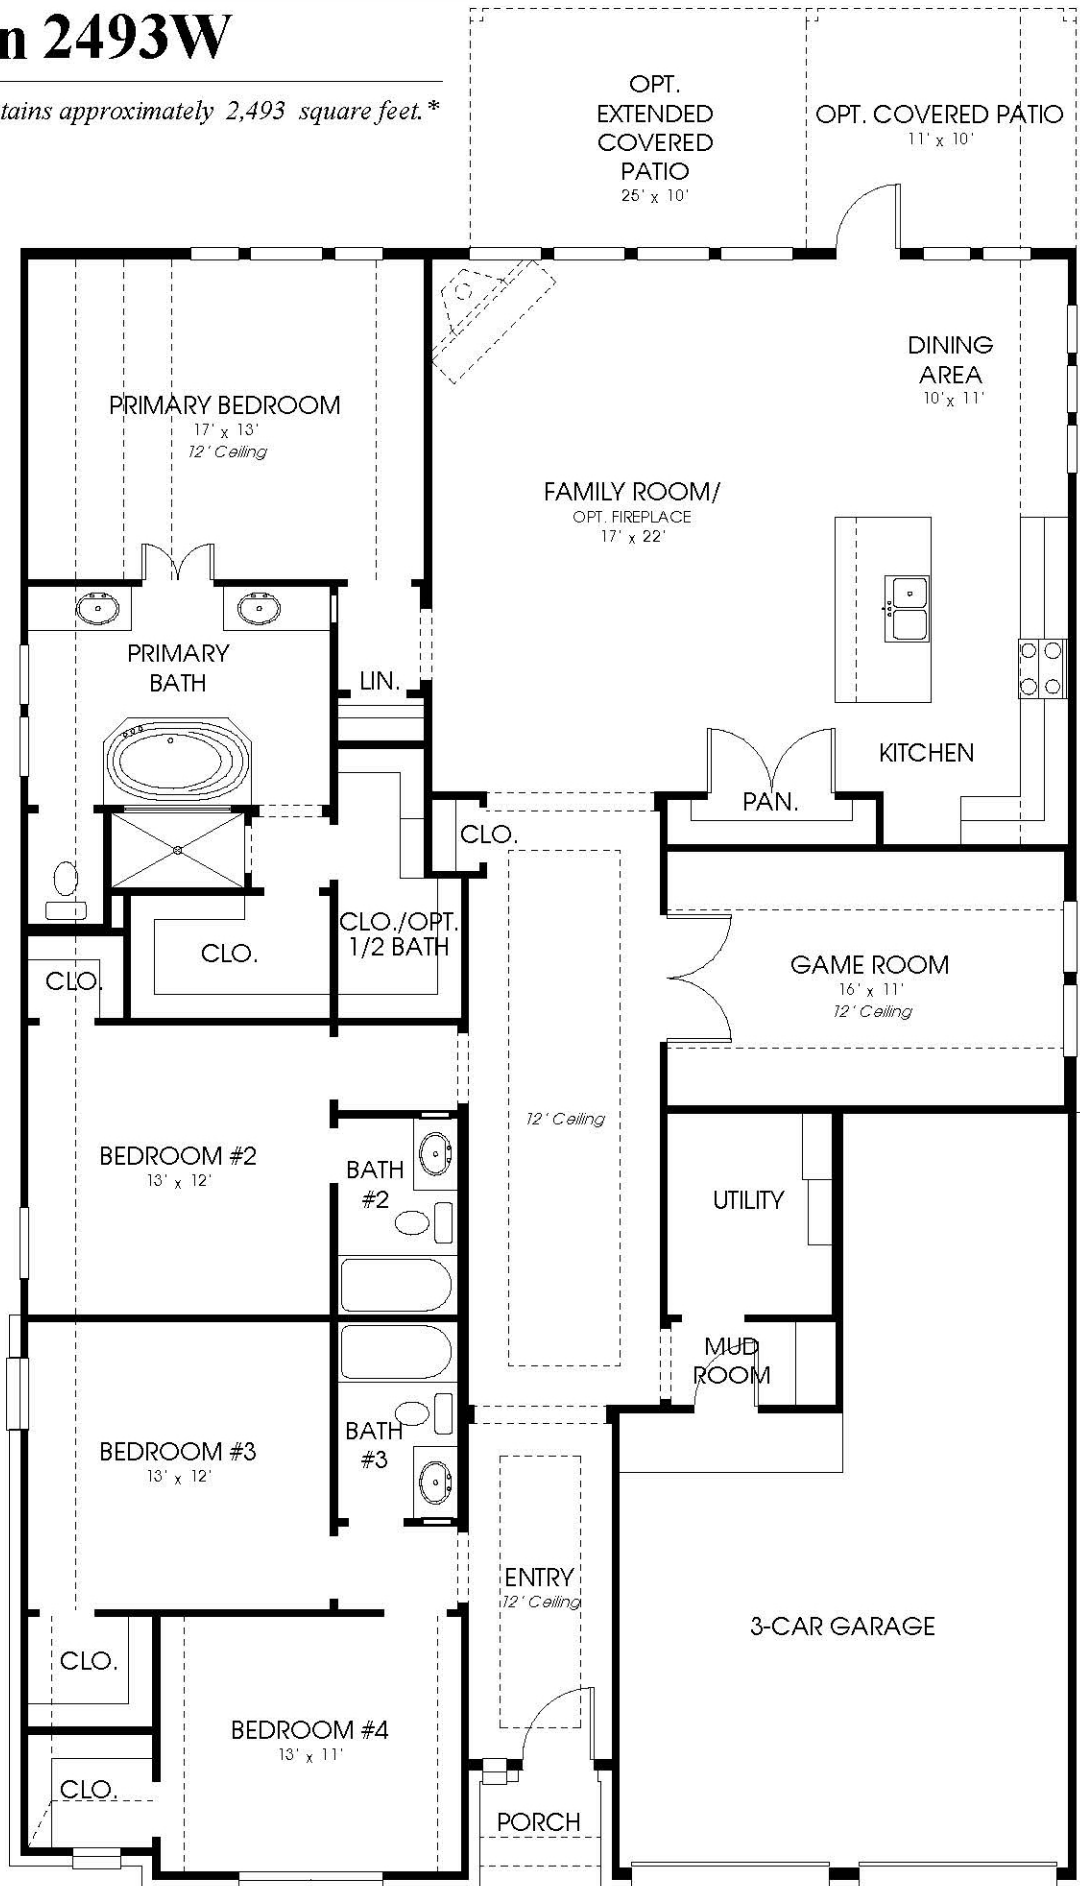 n 2493W
tains approximately 2,493 square feet.*
OPT.
EXTENDED
COVERED
PATIO
25' x 10'
OPT. COVERED PATIO
11' x 10'
DINING
AREA
10' x 11'
PRIMARY BEDROOM
17' x 13'
12' Ceiling
FAMILY ROOM/
OPT. FIREPLACE
17' x 22'
PRIMARY
BATH
LIN.
KITCHEN
PAN.
CLO.
CLO./OPT.
1/2 BATH
CLO.
CLO.
GAME ROOM
16' x 11'
12' Ceiling
12' Ceiling
BEDROOM #2
13' x 12'
BATH
#2
UTILITY
MUD
ROOM
BEDROOM #3
13' x 12'
BATH
#3
ENTRY
12' Ceiling
3-CAR GARAGE
CLO.
BEDROOM #4
13' x 11'
CLO.
PORCH